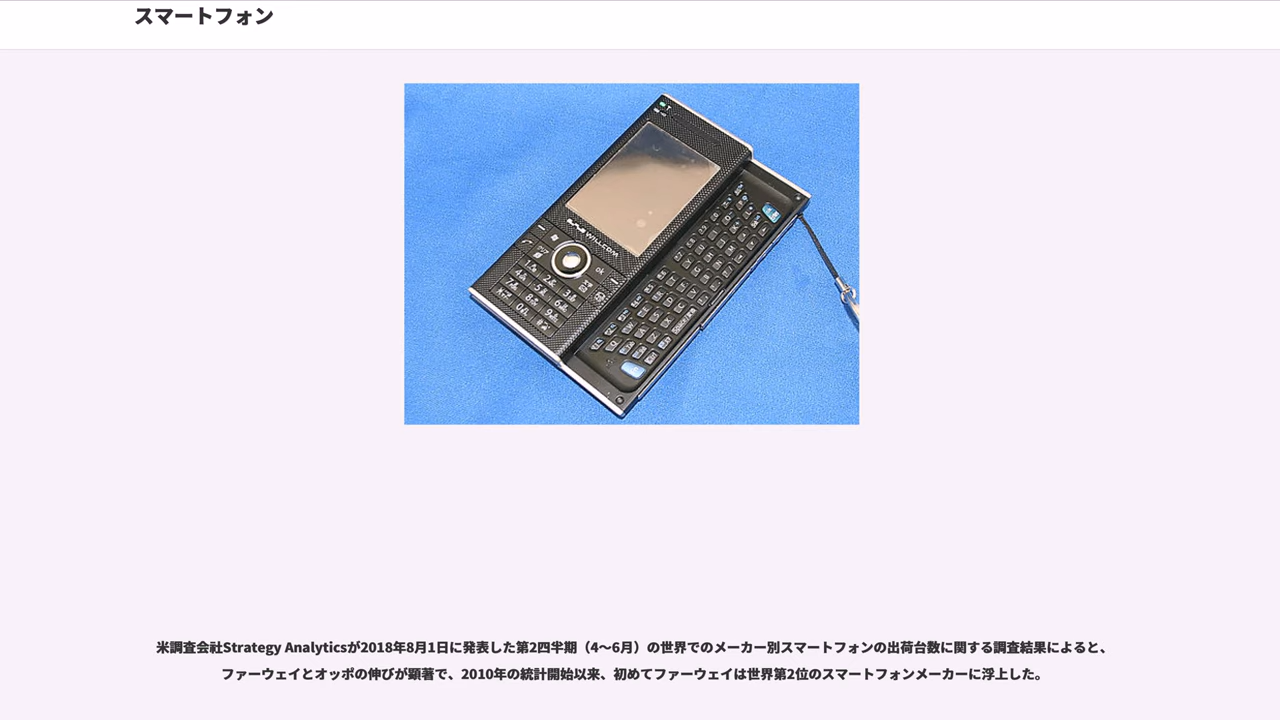 スマートフォン
WILLCOM
米調査会社Strategy Analyticsが2018年8月1日に発表した第2四半期（4〜6月）の世界でのメーカー別スマートフォンの出荷台数に関する調査結果によると、
ファーウェイとオッポの伸びが顕著で、2010年の統計開始以来、初めてファーウェイは世界第2位のスマートフォンメーカーに浮上した。